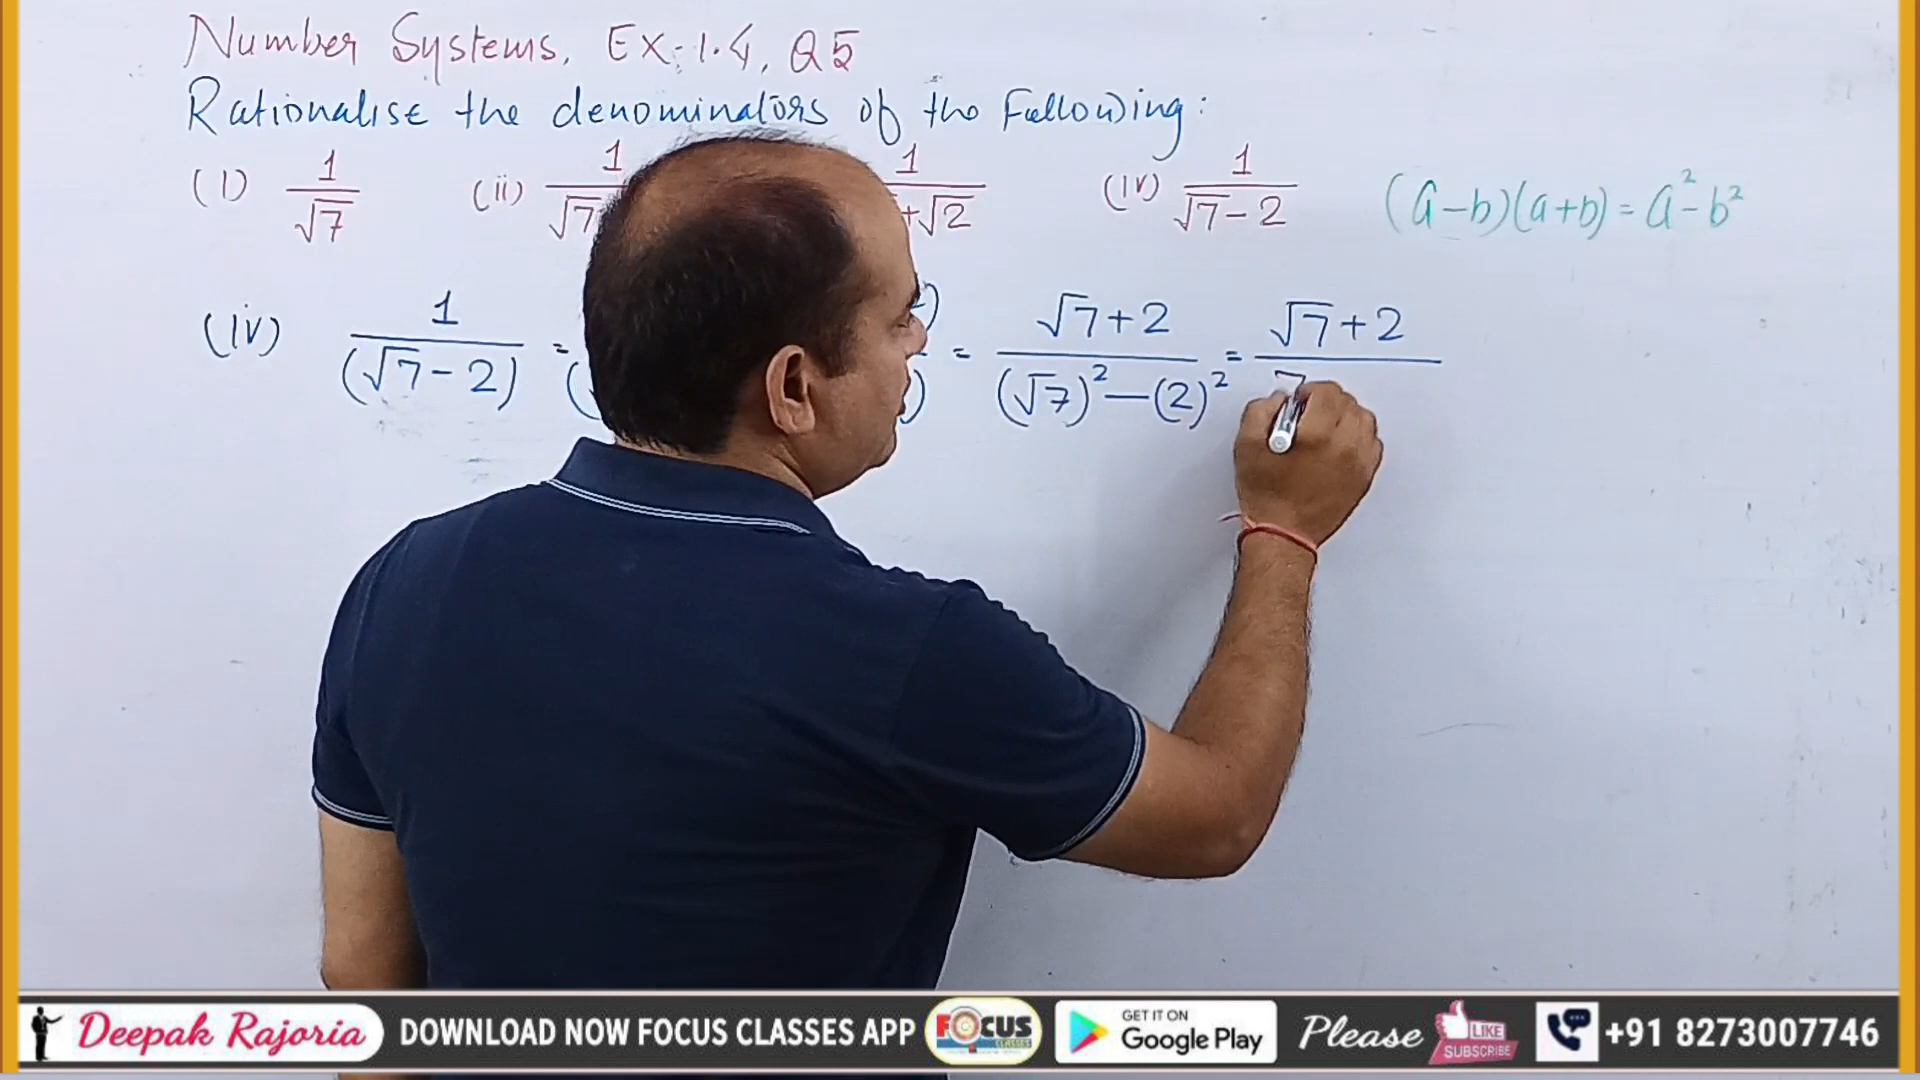 Number Systems, Ex-1.4, Q5
Rationalise the denominators of the Following:
(i) 1/√7 (ii) 1/√7 1/+√2 (iv) 1/√7-2 (a-b)(a+b)=a²-b²
(iv) 1/(√7-2) = = √7+2/(√7)²-(2)² = √7+2/7
Deepak Rajoria DOWNLOAD NOW FOCUS CLASSES APP FOCUS CLASSES GET IT ON Google Play Please LIKE SUBSCRIBE +91 8273007746